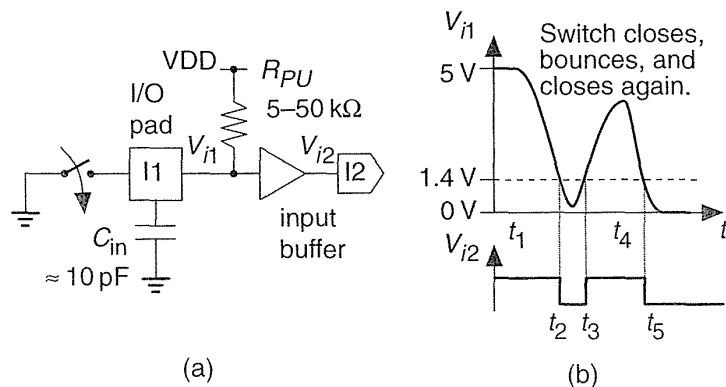 VDD
R_PU
5–50 kΩ
I/O
pad
V_i1
V_i2
I1
I2
C_in
≈ 10 pF
input
buffer
(a)
V_i1
Switch closes,
bounces, and
closes again.
5 V
1.4 V
0 V
t_1
t_4
t
V_i2
t_2
t_3
t_5
(b)